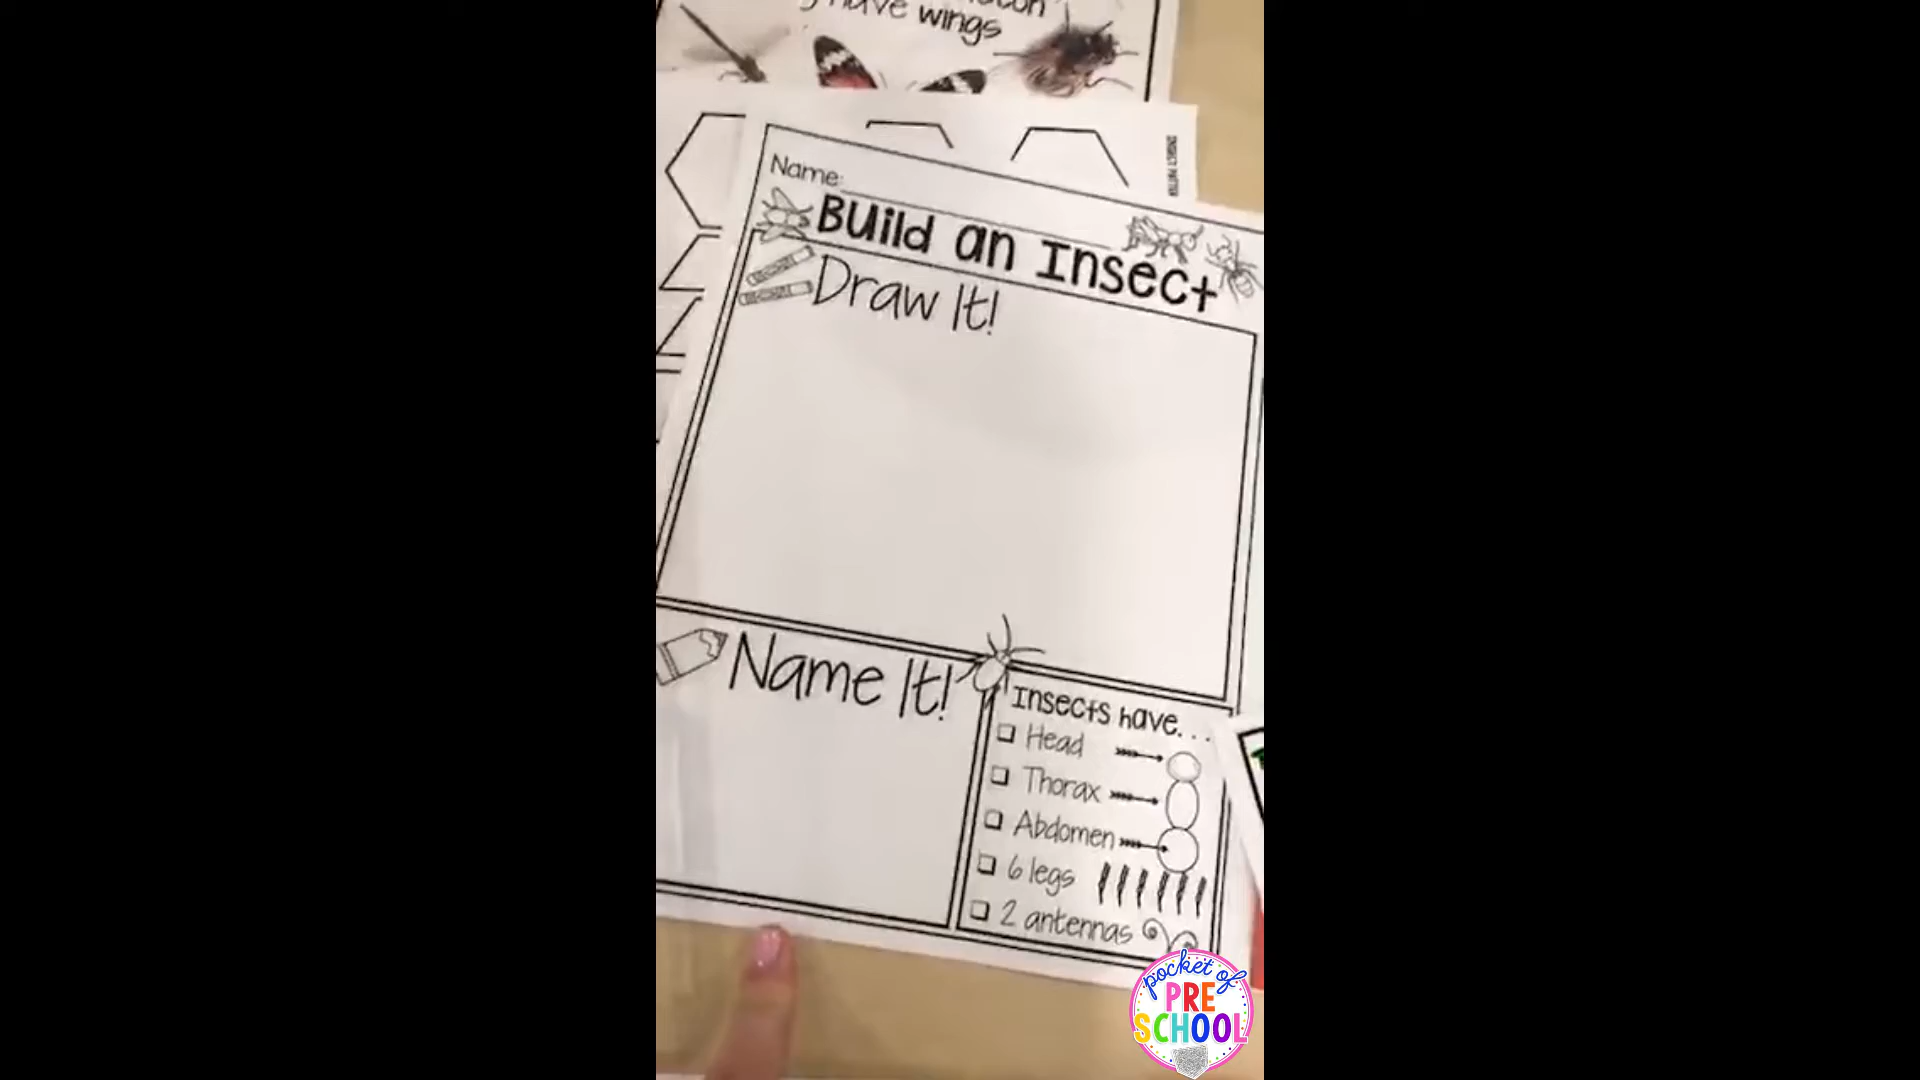 have wings
Name:
Build an Insect
Draw It!
Name It!
Insects have...
Head
Thorax
Abdomen
6 legs
2 antennas
pocket of
PRE
SCHOOL